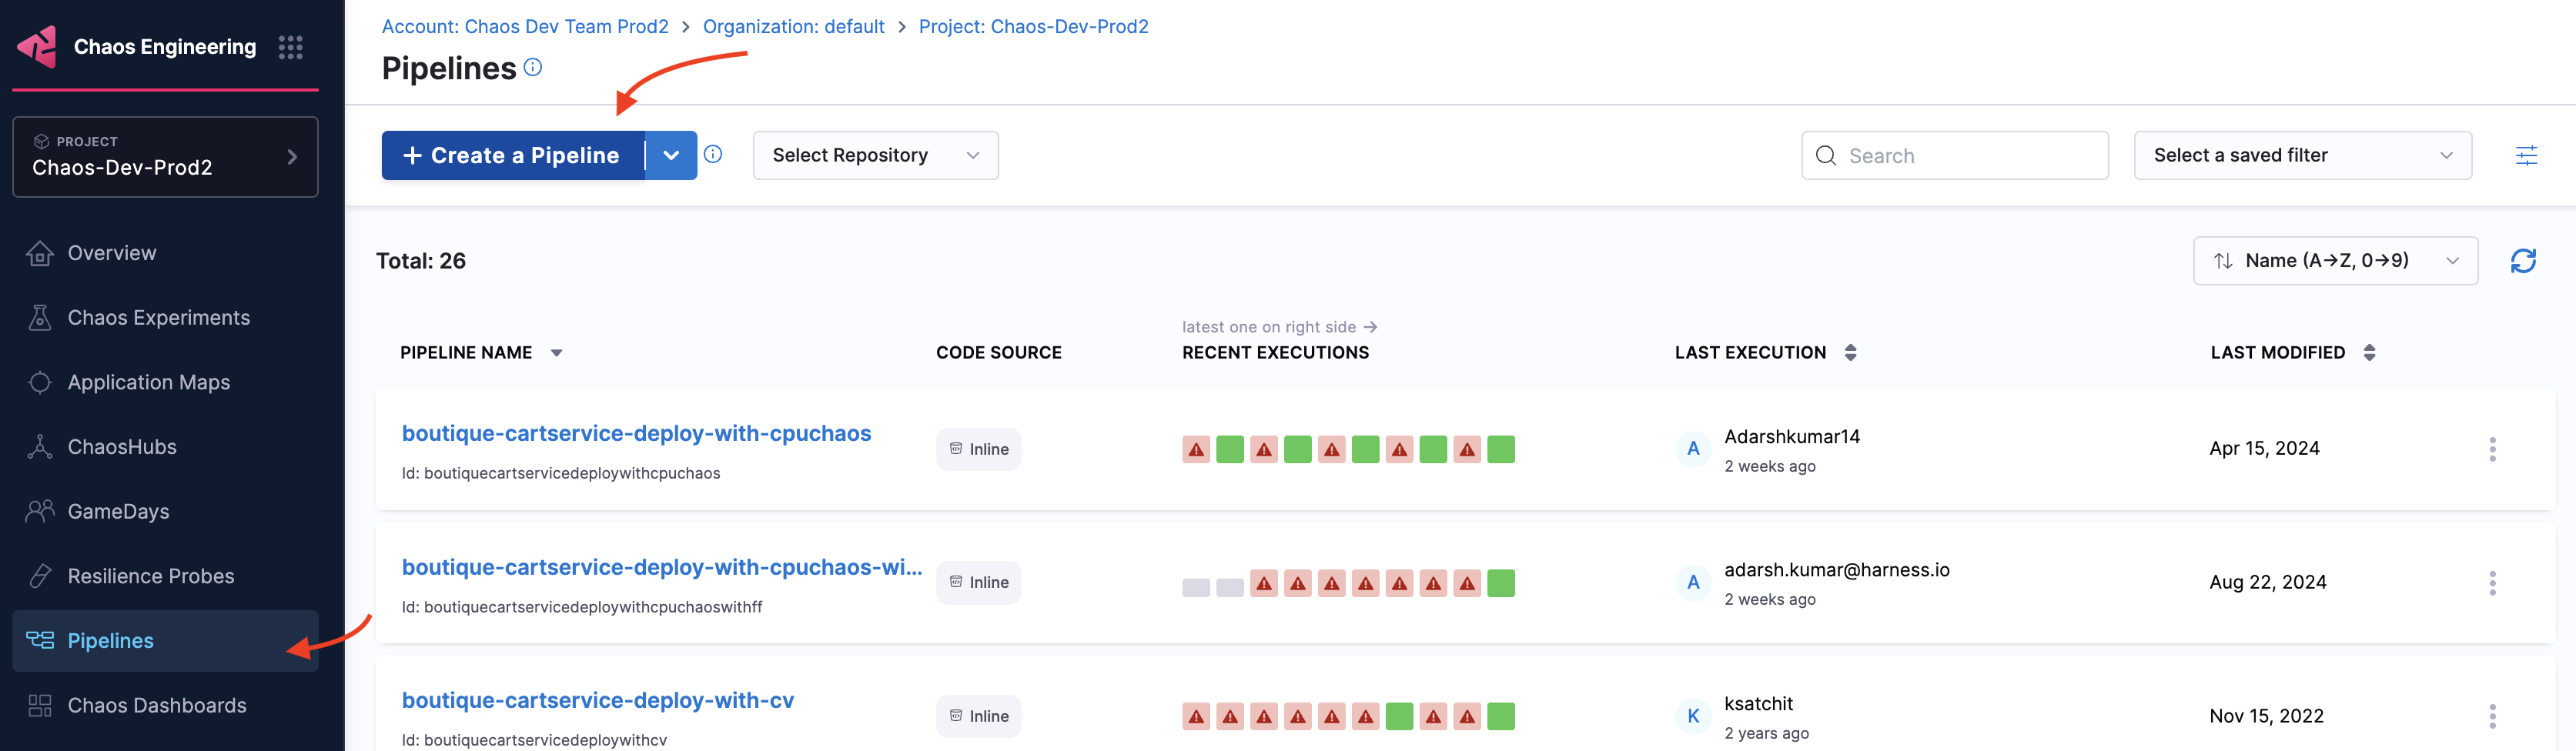 Chaos Engineering
PROJECT
Chaos-Dev-Prod2
Overview
Chaos Experiments
Application Maps
ChaosHubs
GameDays
Resilience Probes
Pipelines
Chaos Dashboards
Account: Chaos Dev Team Prod2 > Organization: default > Project: Chaos-Dev-Prod2
Pipelines
+ Create a Pipeline
Select Repository
Search
Select a saved filter
Total: 26
Name (A→Z, 0→9)
latest one on right side →
PIPELINE NAME CODE SOURCE RECENT EXECUTIONS LAST EXECUTION LAST MODIFIED
boutique-cartservice-deploy-with-cpuchaos
Id: boutiquecartservicedeploywithcpuchaos
Inline
A
Adarshkumar14
2 weeks ago
Apr 15, 2024
boutique-cartservice-deploy-with-cpuchaos-wi...
Id: boutiquecartservicedeploywithcpuchaoswithff
Inline
A
adarsh.kumar@harness.io
2 weeks ago
Aug 22, 2024
boutique-cartservice-deploy-with-cv
Id: boutiquecartservicedeploywithcv
Inline
K
ksatchit
2 years ago
Nov 15, 2022